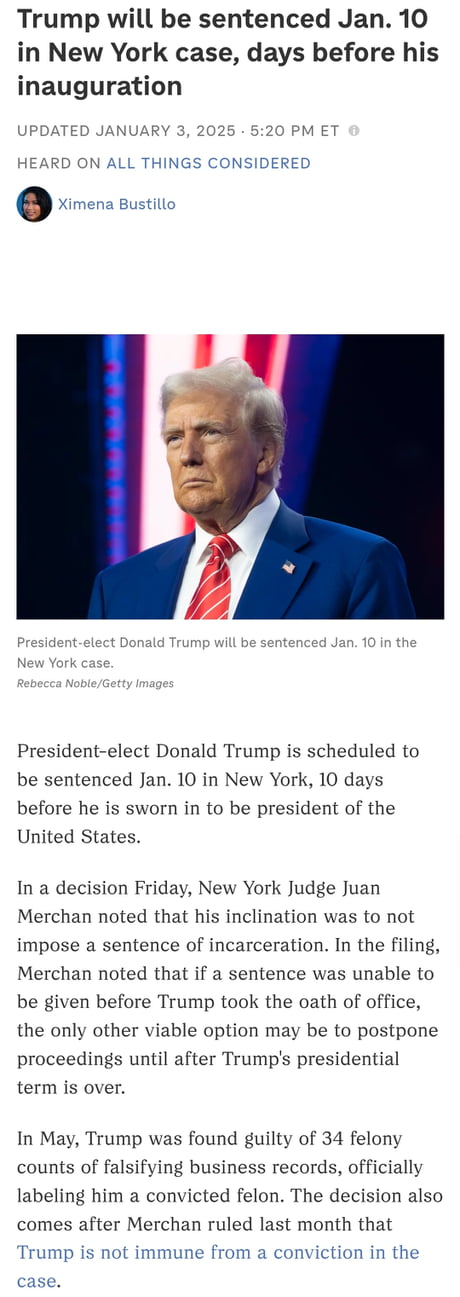 Trump will be sentenced Jan. 10
in New York case, days before his
inauguration
UPDATED JANUARY 3, 2025 · 5:20 PM ET
HEARD ON ALL THINGS CONSIDERED
Ximena Bustillo
President-elect Donald Trump will be sentenced Jan. 10 in the
New York case.
Rebecca Noble/Getty Images
President-elect Donald Trump is scheduled to
be sentenced Jan. 10 in New York, 10 days
before he is sworn in to be president of the
United States.
In a decision Friday, New York Judge Juan
Merchan noted that his inclination was to not
impose a sentence of incarceration. In the filing,
Merchan noted that if a sentence was unable to
be given before Trump took the oath of office,
the only other viable option may be to postpone
proceedings until after Trump's presidential
term is over.
In May, Trump was found guilty of 34 felony
counts of falsifying business records, officially
labeling him a convicted felon. The decision also
comes after Merchan ruled last month that
Trump is not immune from a conviction in the
case.